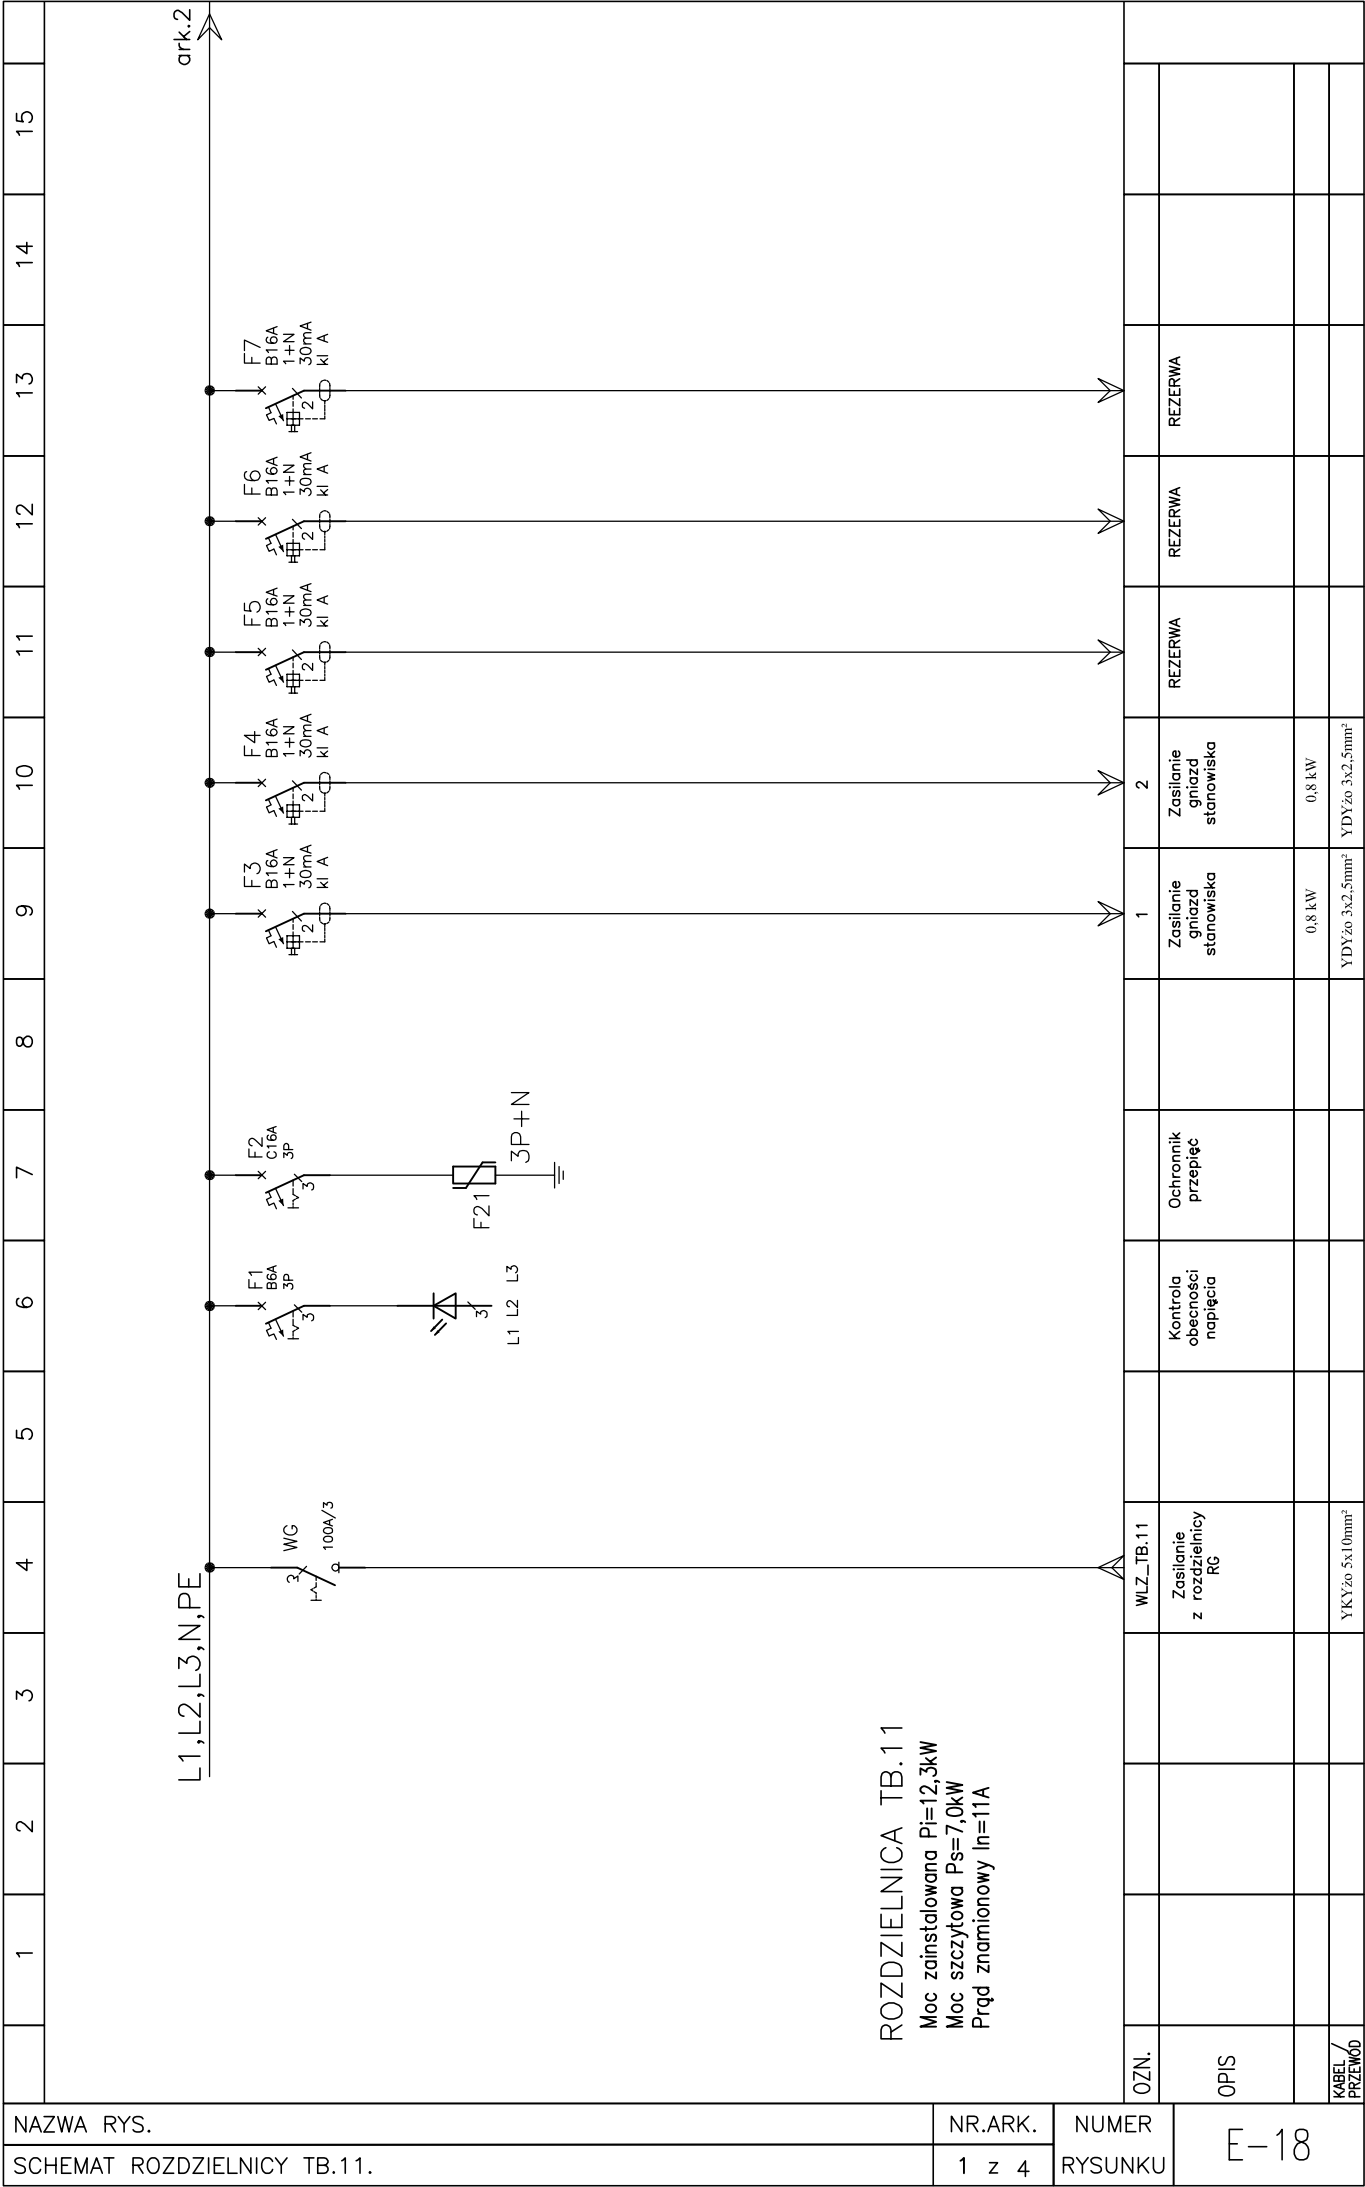 1
2
3
4
5
6
7
8
9
10
11
12
13
14
15
L1,L2,L3,N,PE
ark.2
WG
3
100A/3
F1
B6A
3P
3
3
L1 L2 L3
F2
C16A
3P
3
F21
3P+N
F3
B16A
1+N
30mA
kl A
2
F4
B16A
1+N
30mA
kl A
2
F5
B16A
1+N
30mA
kl A
2
F6
B16A
1+N
30mA
kl A
2
F7
B16A
1+N
30mA
kl A
2
ROZDZIELNICA TB.11
Moc zainstalowana Pi=12,3kW
Moc szczytowa Ps=7,0kW
Prąd znamionowy In=11A
OZN.
WLZ_TB.11
1
2
OPIS
Zasilanie
z rozdzielnicy
RG
Kontrola
obecności
napięcia
Ochronnik
przepięć
Zasilanie
gniazd
stanowiska
Zasilanie
gniazd
stanowiska
REZERWA
REZERWA
REZERWA
0,8 kW
0,8 kW
KABEL /
PRZEWÓD
YKYżo 5x10mm²
YDYżo 3x2,5mm²
YDYżo 3x2,5mm²
NAZWA RYS.
SCHEMAT ROZDZIELNICY TB.11.
NR.ARK.
1 z 4
NUMER
RYSUNKU
E-18